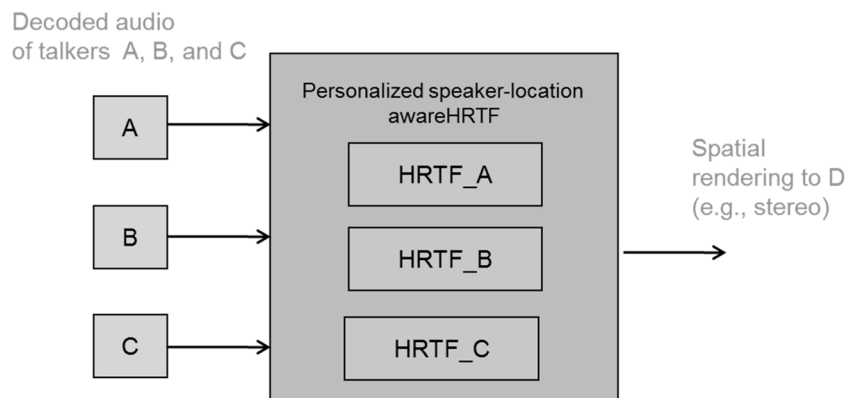 Decoded audio
of talkers A, B, and C
Personalized speaker-location
awareHRTF
A
HRTF_A
B
HRTF_B
C
HRTF_C
Spatial
rendering to D
(e.g., stereo)